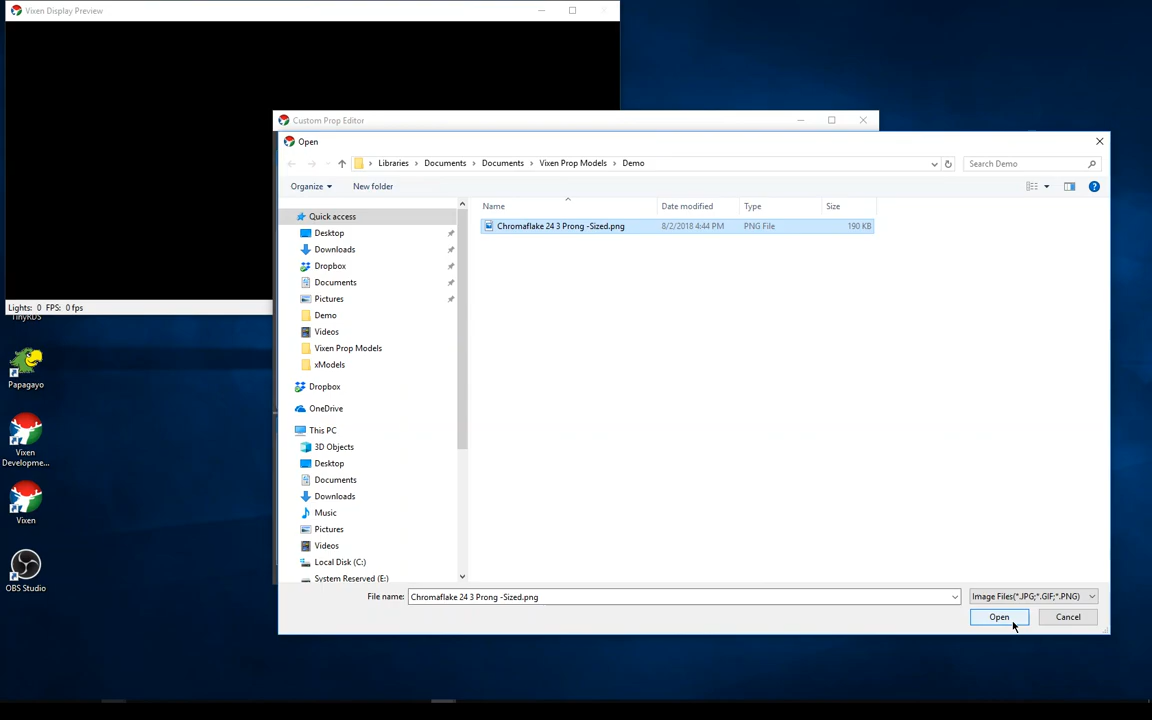 Vixen Display Preview
Custom Prop Editor
Open
Libraries > Documents > Documents > Vixen Prop Models > Demo
Search Demo
Organize
New folder
Name
Date modified
Type
Size
Chromaflake 24 3 Prong -Sized.png
8/2/2018 4:44 PM
PNG File
190 KB
Quick access
Desktop
Downloads
Dropbox
Documents
Pictures
Demo
Videos
Vixen Prop Models
xModels
Dropbox
OneDrive
This PC
3D Objects
Desktop
Documents
Downloads
Music
Pictures
Videos
Local Disk (C:)
System Reserved (E:)
File name:
Chromaflake 24 3 Prong -Sized.png
Image Files(*.JPG;*.GIF;*.PNG)
Open
Cancel
Lights: 0 FPS: 0 fps
TinyRDS
Papagayo
Vixen
Developme...
Vixen
OBS Studio